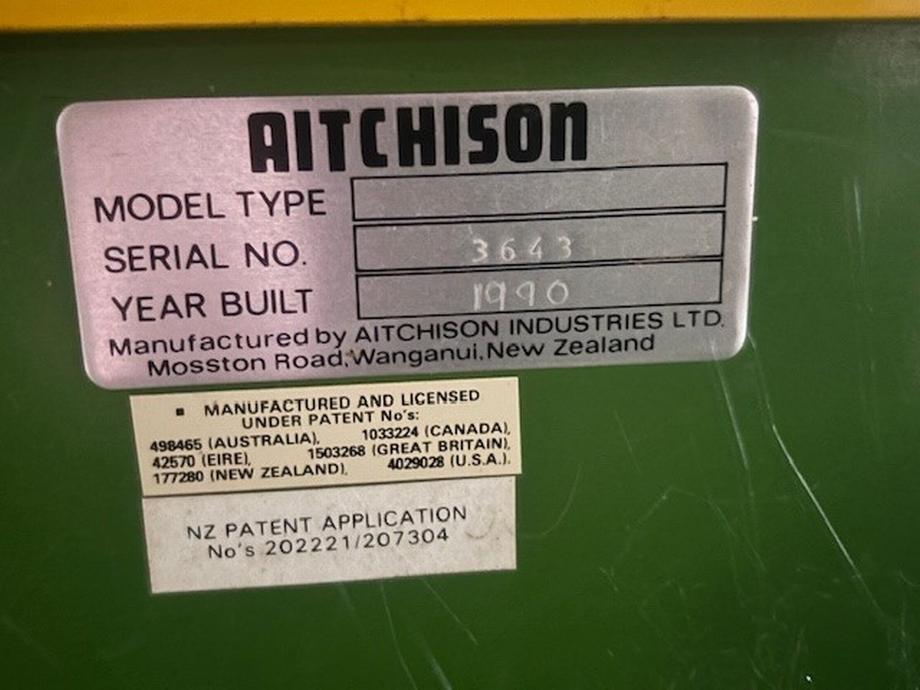 AITCHISON
MODEL TYPE
SERIAL NO. 3643
YEAR BUILT 1990
Manufactured by AITCHISON INDUSTRIES LTD.
Mosston Road, Wanganui, New Zealand
▪ MANUFACTURED AND LICENSED
UNDER PATENT No's:
498465 (AUSTRALIA), 1033224 (CANADA),
42570 (EIRE), 1503268 (GREAT BRITAIN),
177280 (NEW ZEALAND), 4029028 (U.S.A.).
NZ PATENT APPLICATION
No's 202221/207304